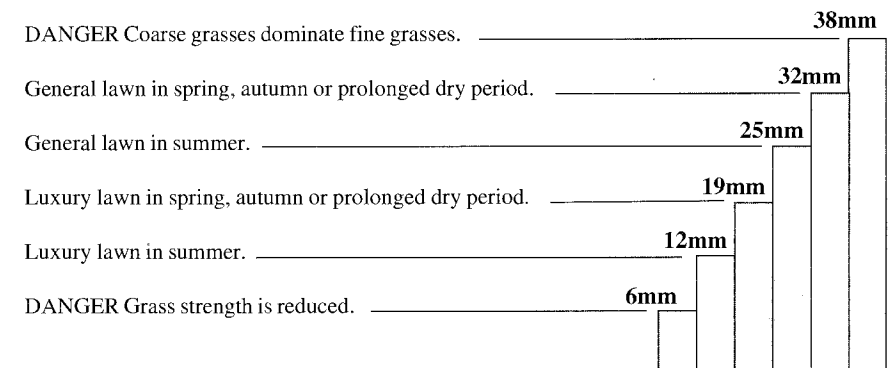 38mm
DANGER Coarse grasses dominate fine grasses.
32mm
General lawn in spring, autumn or prolonged dry period.
25mm
General lawn in summer.
19mm
Luxury lawn in spring, autumn or prolonged dry period.
12mm
Luxury lawn in summer.
6mm
DANGER Grass strength is reduced.